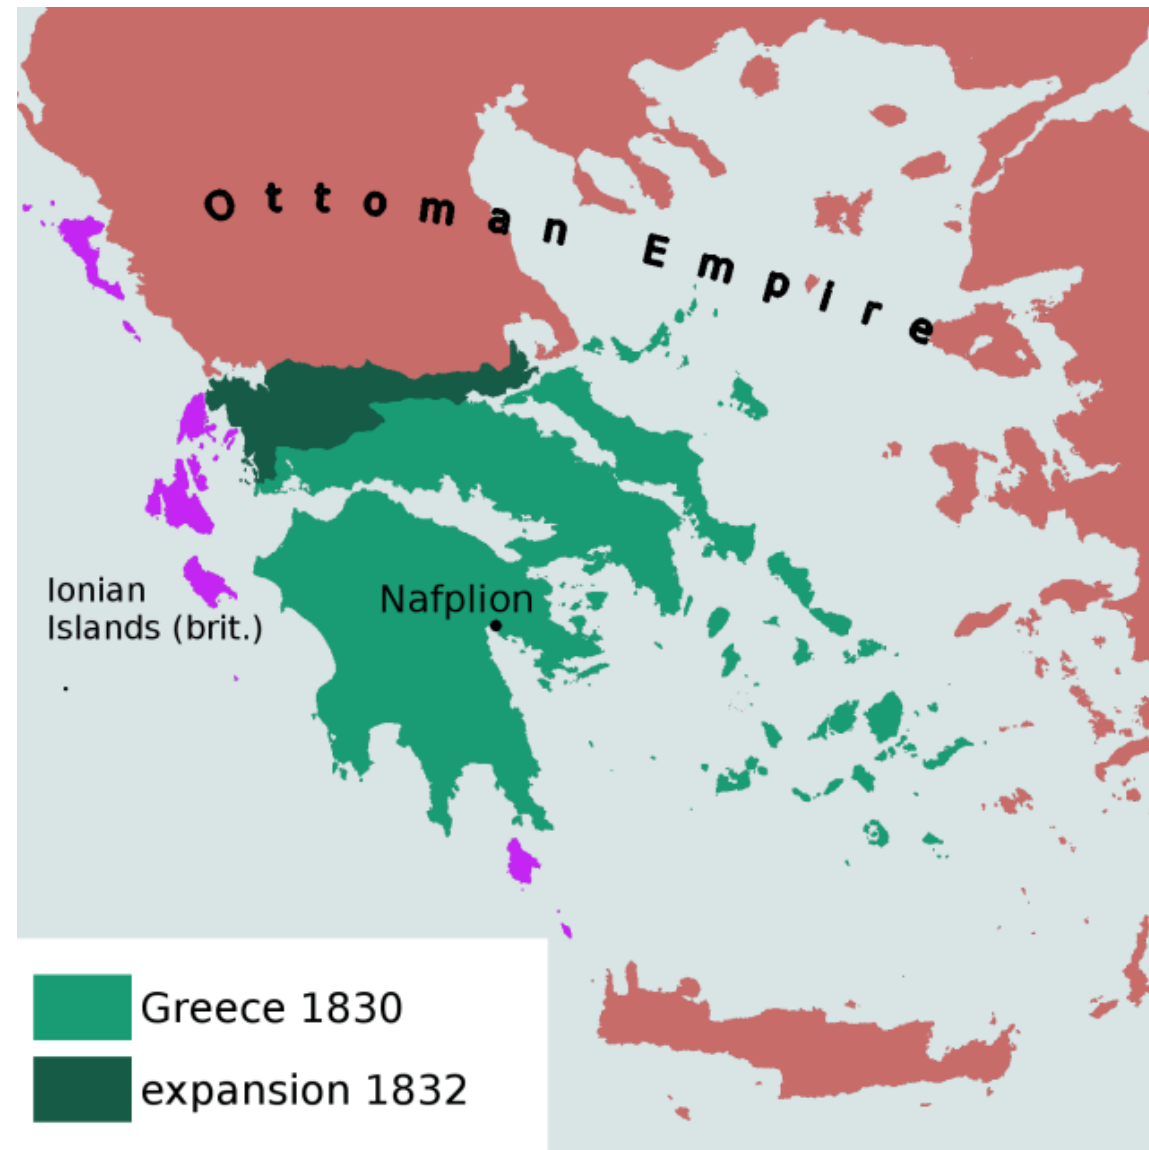 Ottoman Empire
Nafplion
Ionian
Islands (brit.)
Greece 1830
expansion 1832